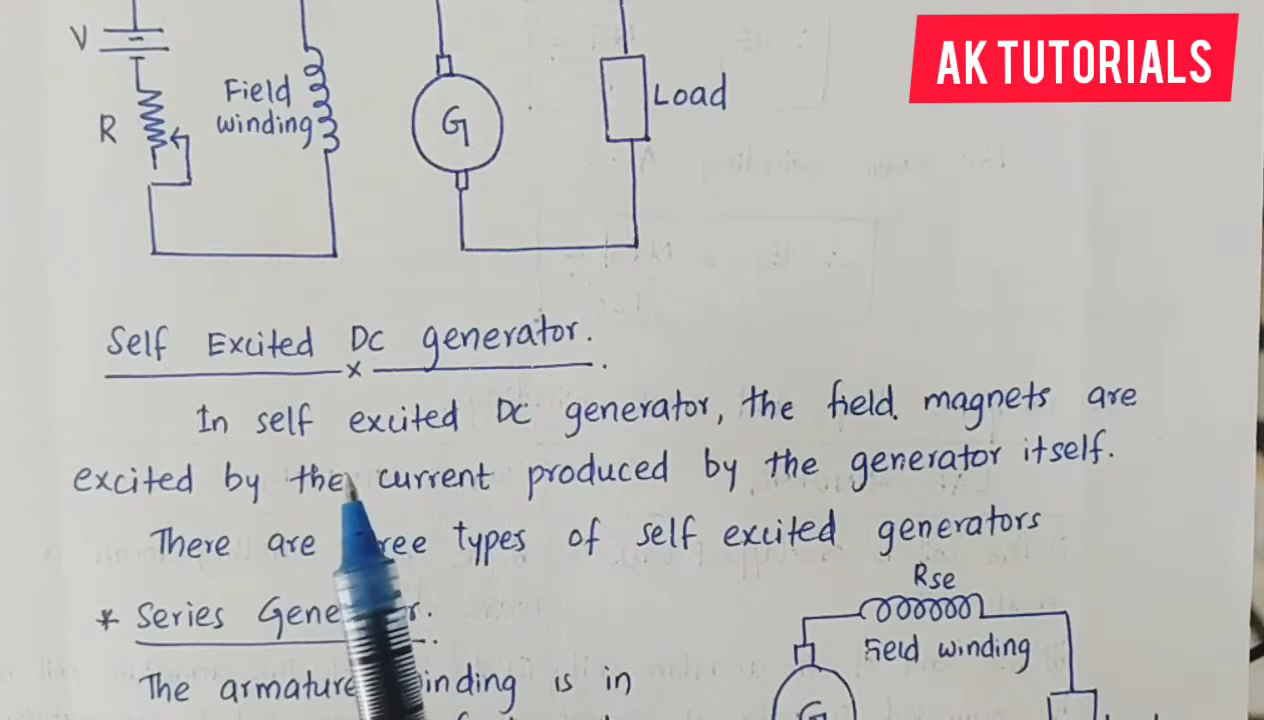 AK TUTORIALS
V
R
Field
winding
G
Load
Self Excited DC generator.
In self excited DC generator, the field magnets are
excited by the current produced by the generator itself.
There are types of self excited generators
* Series
Rse
Field winding
G
The armature is in